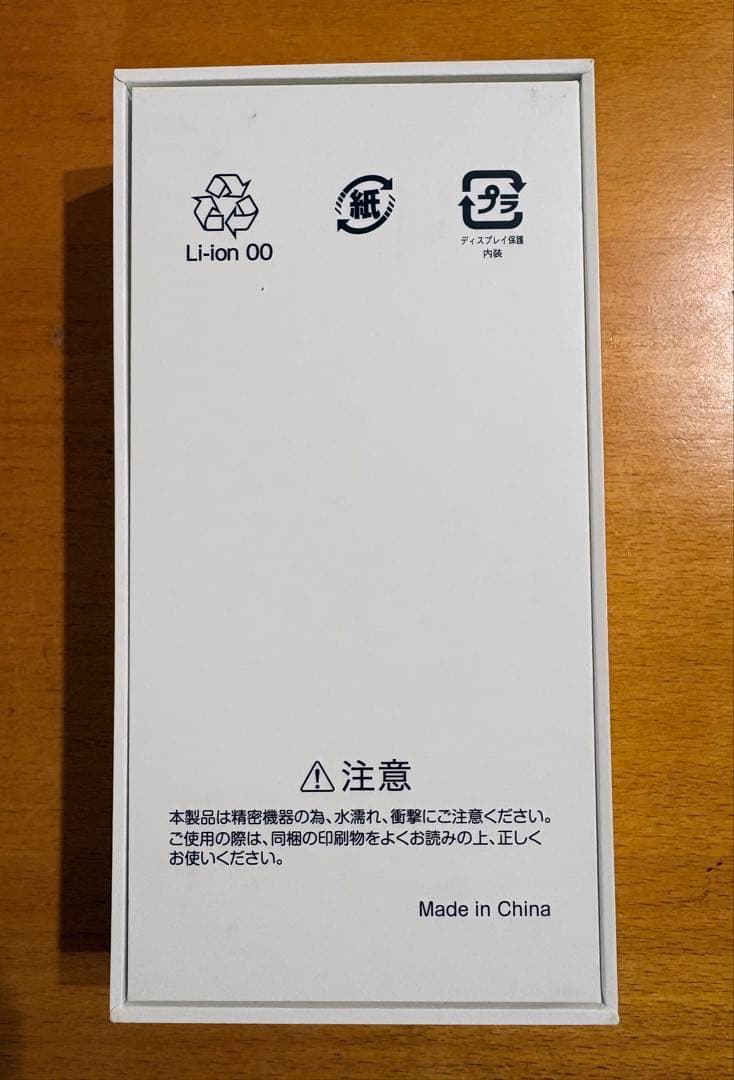 Li-ion 00
紙
プラ
ディスプレイ保護
内装
⚠注意
本製品は精密機器の為、水濡れ、衝撃にご注意ください。
ご使用の際は、同梱の印刷物をよくお読みの上、正しく
お使いください。
Made in China